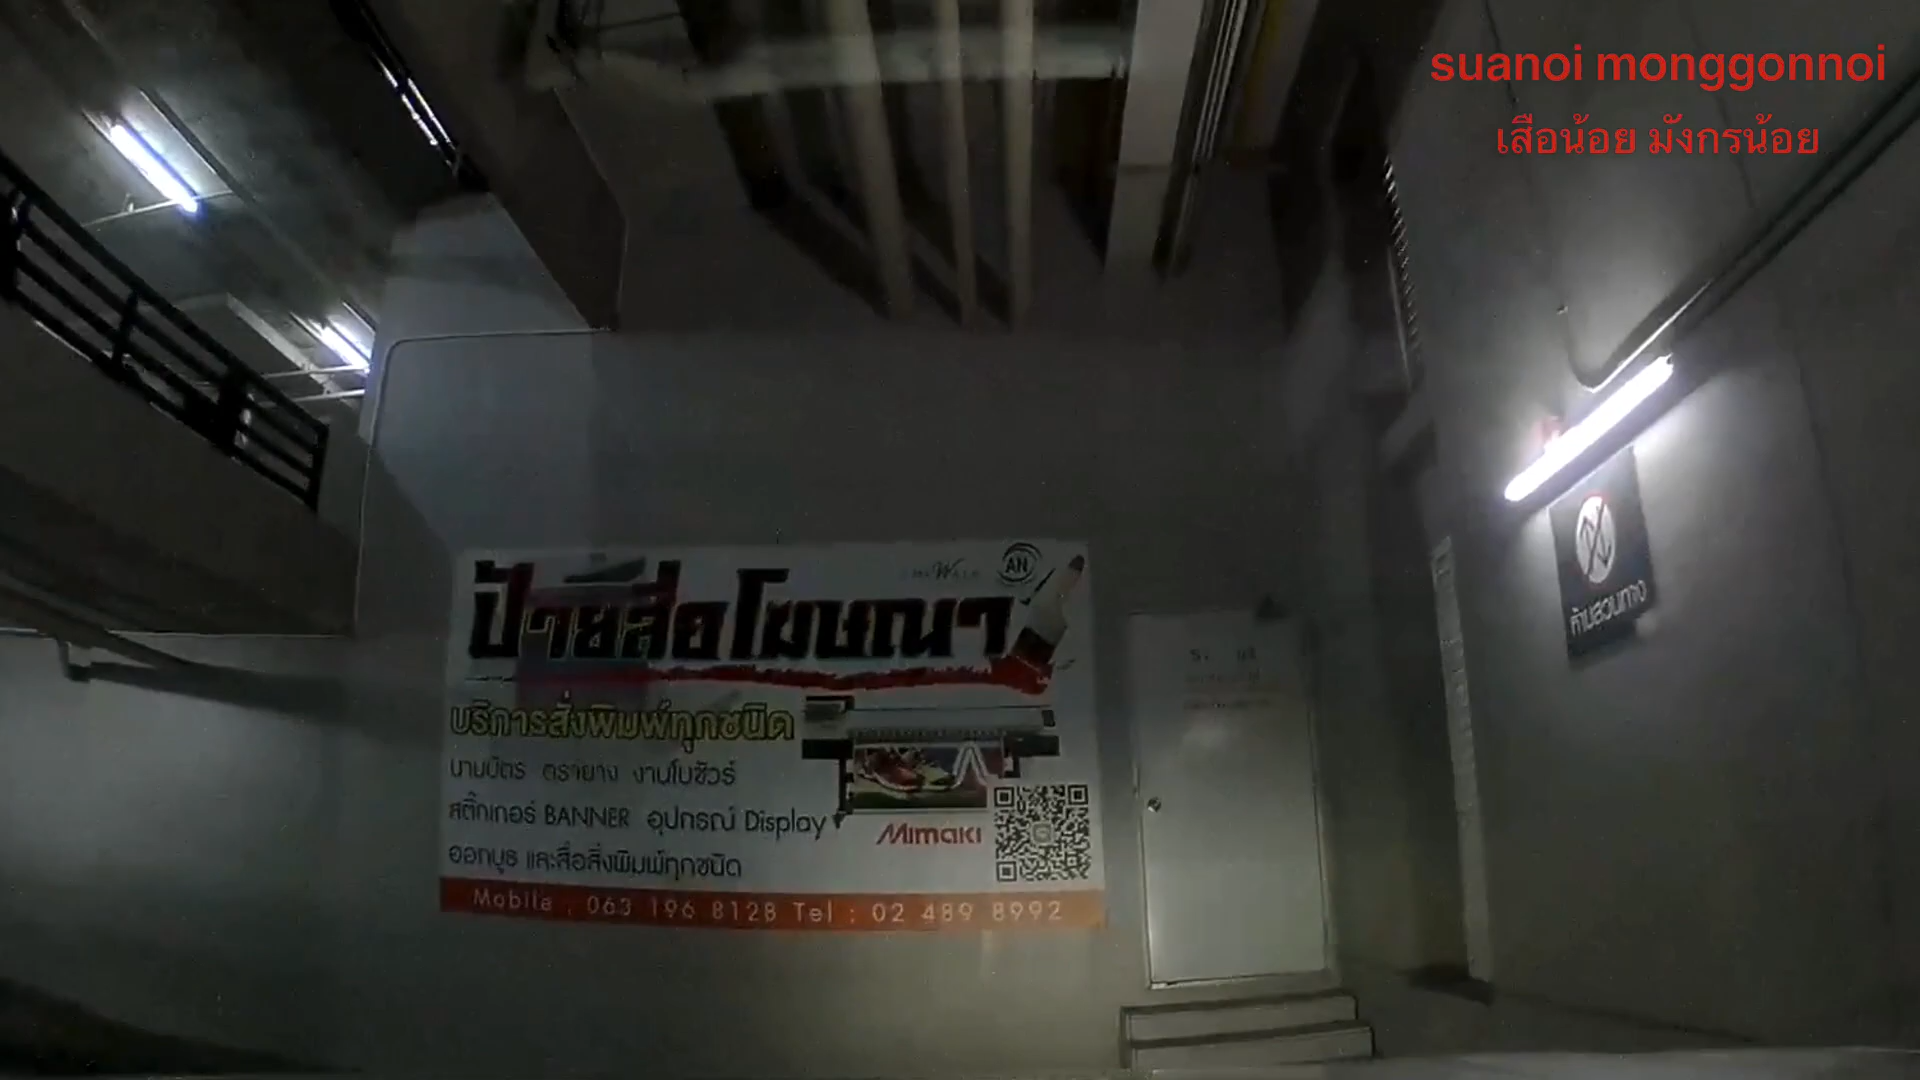 suanoi monggonnoi
เสือน้อย มังกรน้อย
AN
ป้ายสื่อโฆษณา
บริการสั่งพิมพ์ทุกชนิด
นามบัตร ตรายาง งานโบชัวร์
สติ๊กเกอร์ BANNER อุปกรณ์ Display
ออกบูธ และสื่อสิ่งพิมพ์ทุกชนิด
Mimaki
Mobile : 063 196 8128 Tel : 02 489 8992
ห้ามสวนทาง